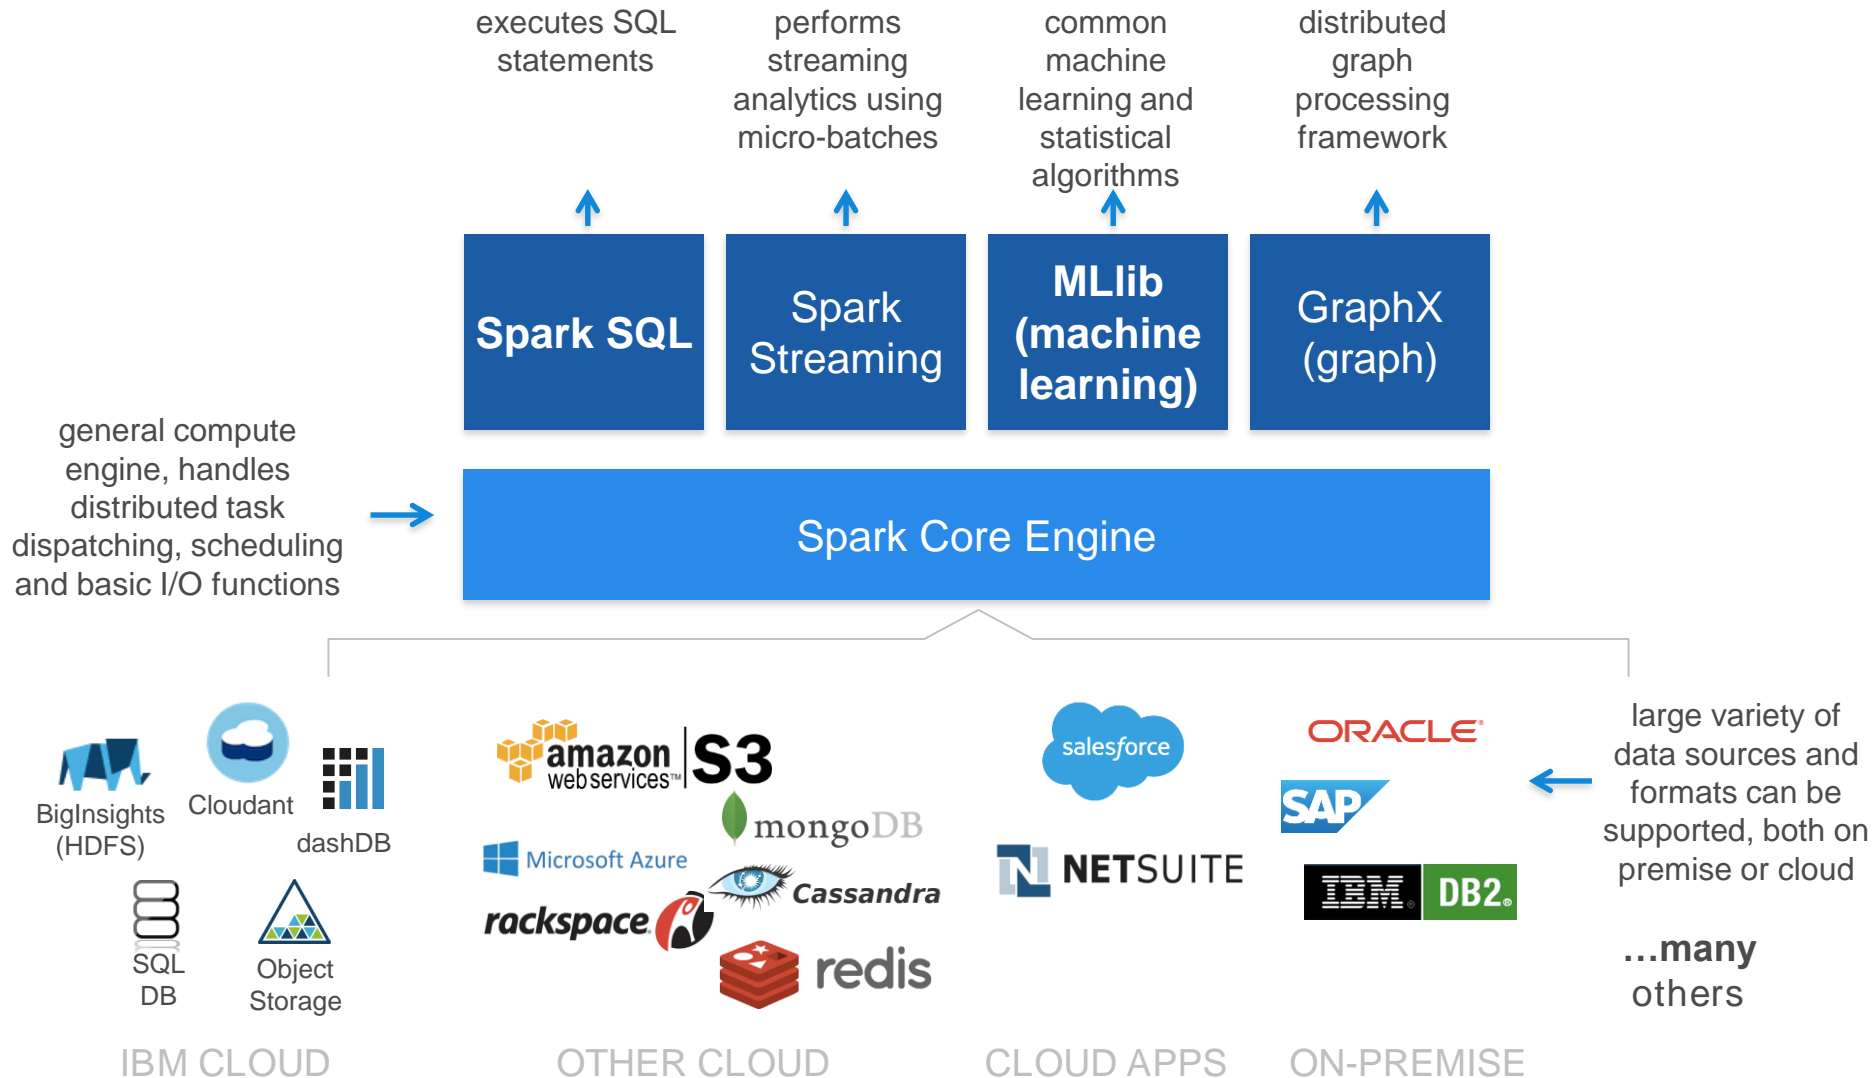 executes SQL
statements
performs
streaming
analytics using
micro-batches
common
machine
learning and
statistical
algorithms
distributed
graph
processing
framework
Spark SQL
Spark
Streaming
MLlib
(machine
learning)
GraphX
(graph)
general compute
engine, handles
distributed task
dispatching, scheduling
and basic I/O functions
Spark Core Engine
BigInsights
(HDFS)
Cloudant
dashDB
SQL
DB
Object
Storage
amazon
webservices™
S3
mongoDB
Microsoft Azure
Cassandra
rackspace
redis
salesforce
NETSUITE
ORACLE®
SAP
IBM® DB2®
large variety of
data sources and
formats can be
supported, both on
premise or cloud
...many
others
IBM CLOUD
OTHER CLOUD
CLOUD APPS
ON-PREMISE